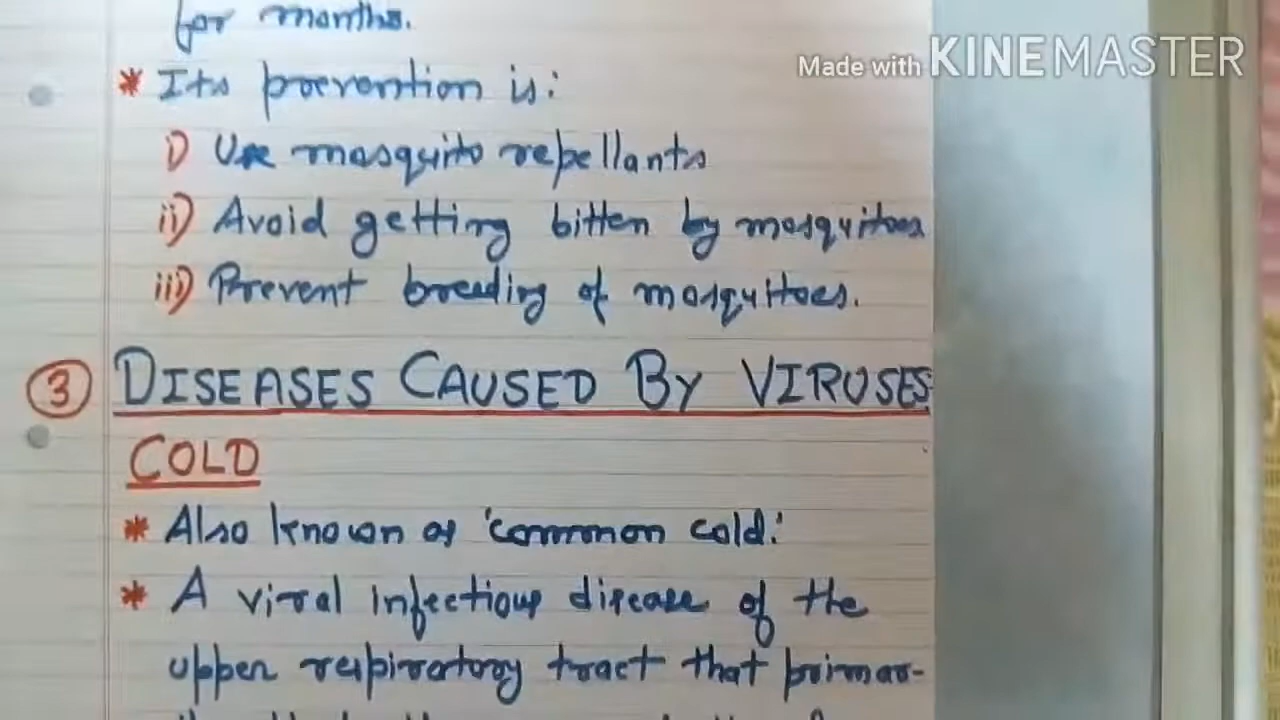 for months.
Made with KINEMASTER
* Its prevention is:
i) Use mosquito repellants
ii) Avoid getting bitten by mosquitoes
iii) Prevent breeding of mosquitoes.
3 DISEASES CAUSED BY VIRUSES
COLD
* Also known as 'common cold.'
* A viral infectious disease of the
upper respiratory tract that primar-